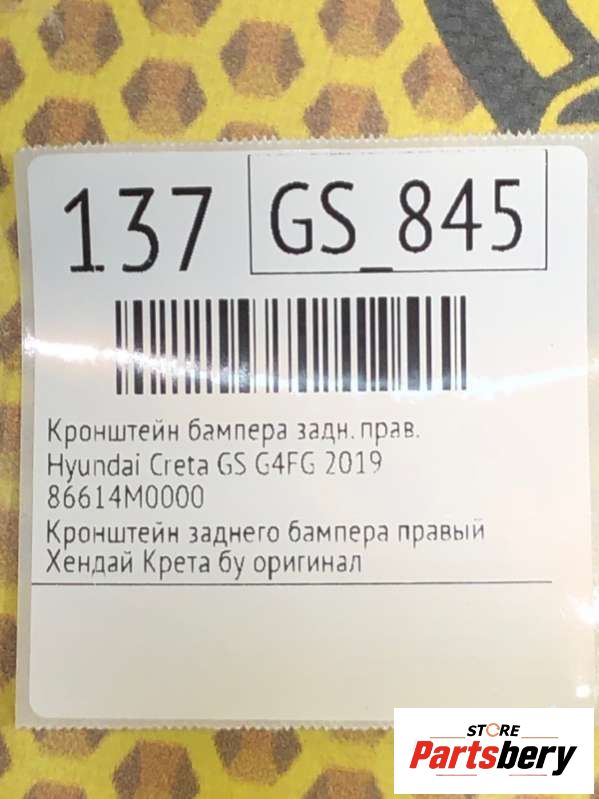 137 GS_845
Кронштейн бампера задн. прав.
Hyundai Creta GS G4FG 2019
86614M0000
Кронштейн заднего бампера правый
Хендай Крета бу оригинал
STORE
Partsbery